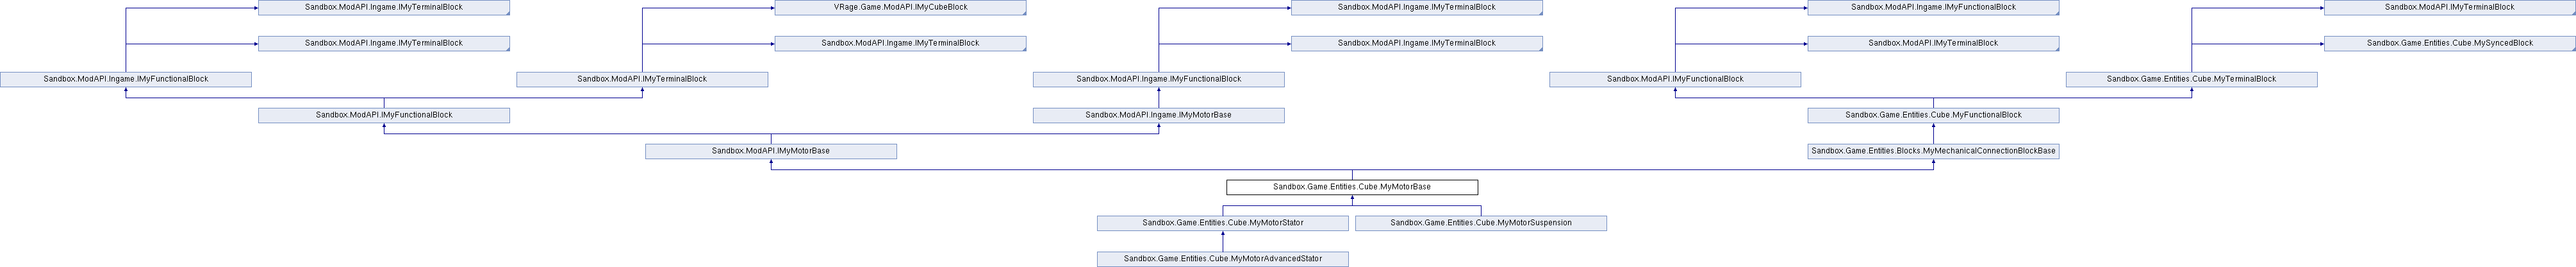 Sandbox.ModAPI.Ingame.IMyTerminalBlock
VRage.Game.ModAPI.IMyCubeBlock
Sandbox.ModAPI.Ingame.IMyTerminalBlock
Sandbox.ModAPI.Ingame.IMyFunctionalBlock
Sandbox.ModAPI.IMyTerminalBlock
Sandbox.ModAPI.Ingame.IMyTerminalBlock
Sandbox.ModAPI.Ingame.IMyTerminalBlock
Sandbox.ModAPI.Ingame.IMyTerminalBlock
Sandbox.ModAPI.IMyTerminalBlock
Sandbox.Game.Entities.Cube.MySyncedBlock
Sandbox.ModAPI.Ingame.IMyFunctionalBlock
Sandbox.ModAPI.IMyTerminalBlock
Sandbox.ModAPI.Ingame.IMyFunctionalBlock
Sandbox.ModAPI.IMyFunctionalBlock
Sandbox.Game.Entities.Cube.MyTerminalBlock
Sandbox.ModAPI.IMyFunctionalBlock
Sandbox.ModAPI.Ingame.IMyMotorBase
Sandbox.Game.Entities.Cube.MyFunctionalBlock
Sandbox.ModAPI.IMyMotorBase
Sandbox.Game.Entities.Blocks.MyMechanicalConnectionBlockBase
Sandbox.Game.Entities.Cube.MyMotorBase
Sandbox.Game.Entities.Cube.MyMotorStator
Sandbox.Game.Entities.Cube.MyMotorSuspension
Sandbox.Game.Entities.Cube.MyMotorAdvancedStator